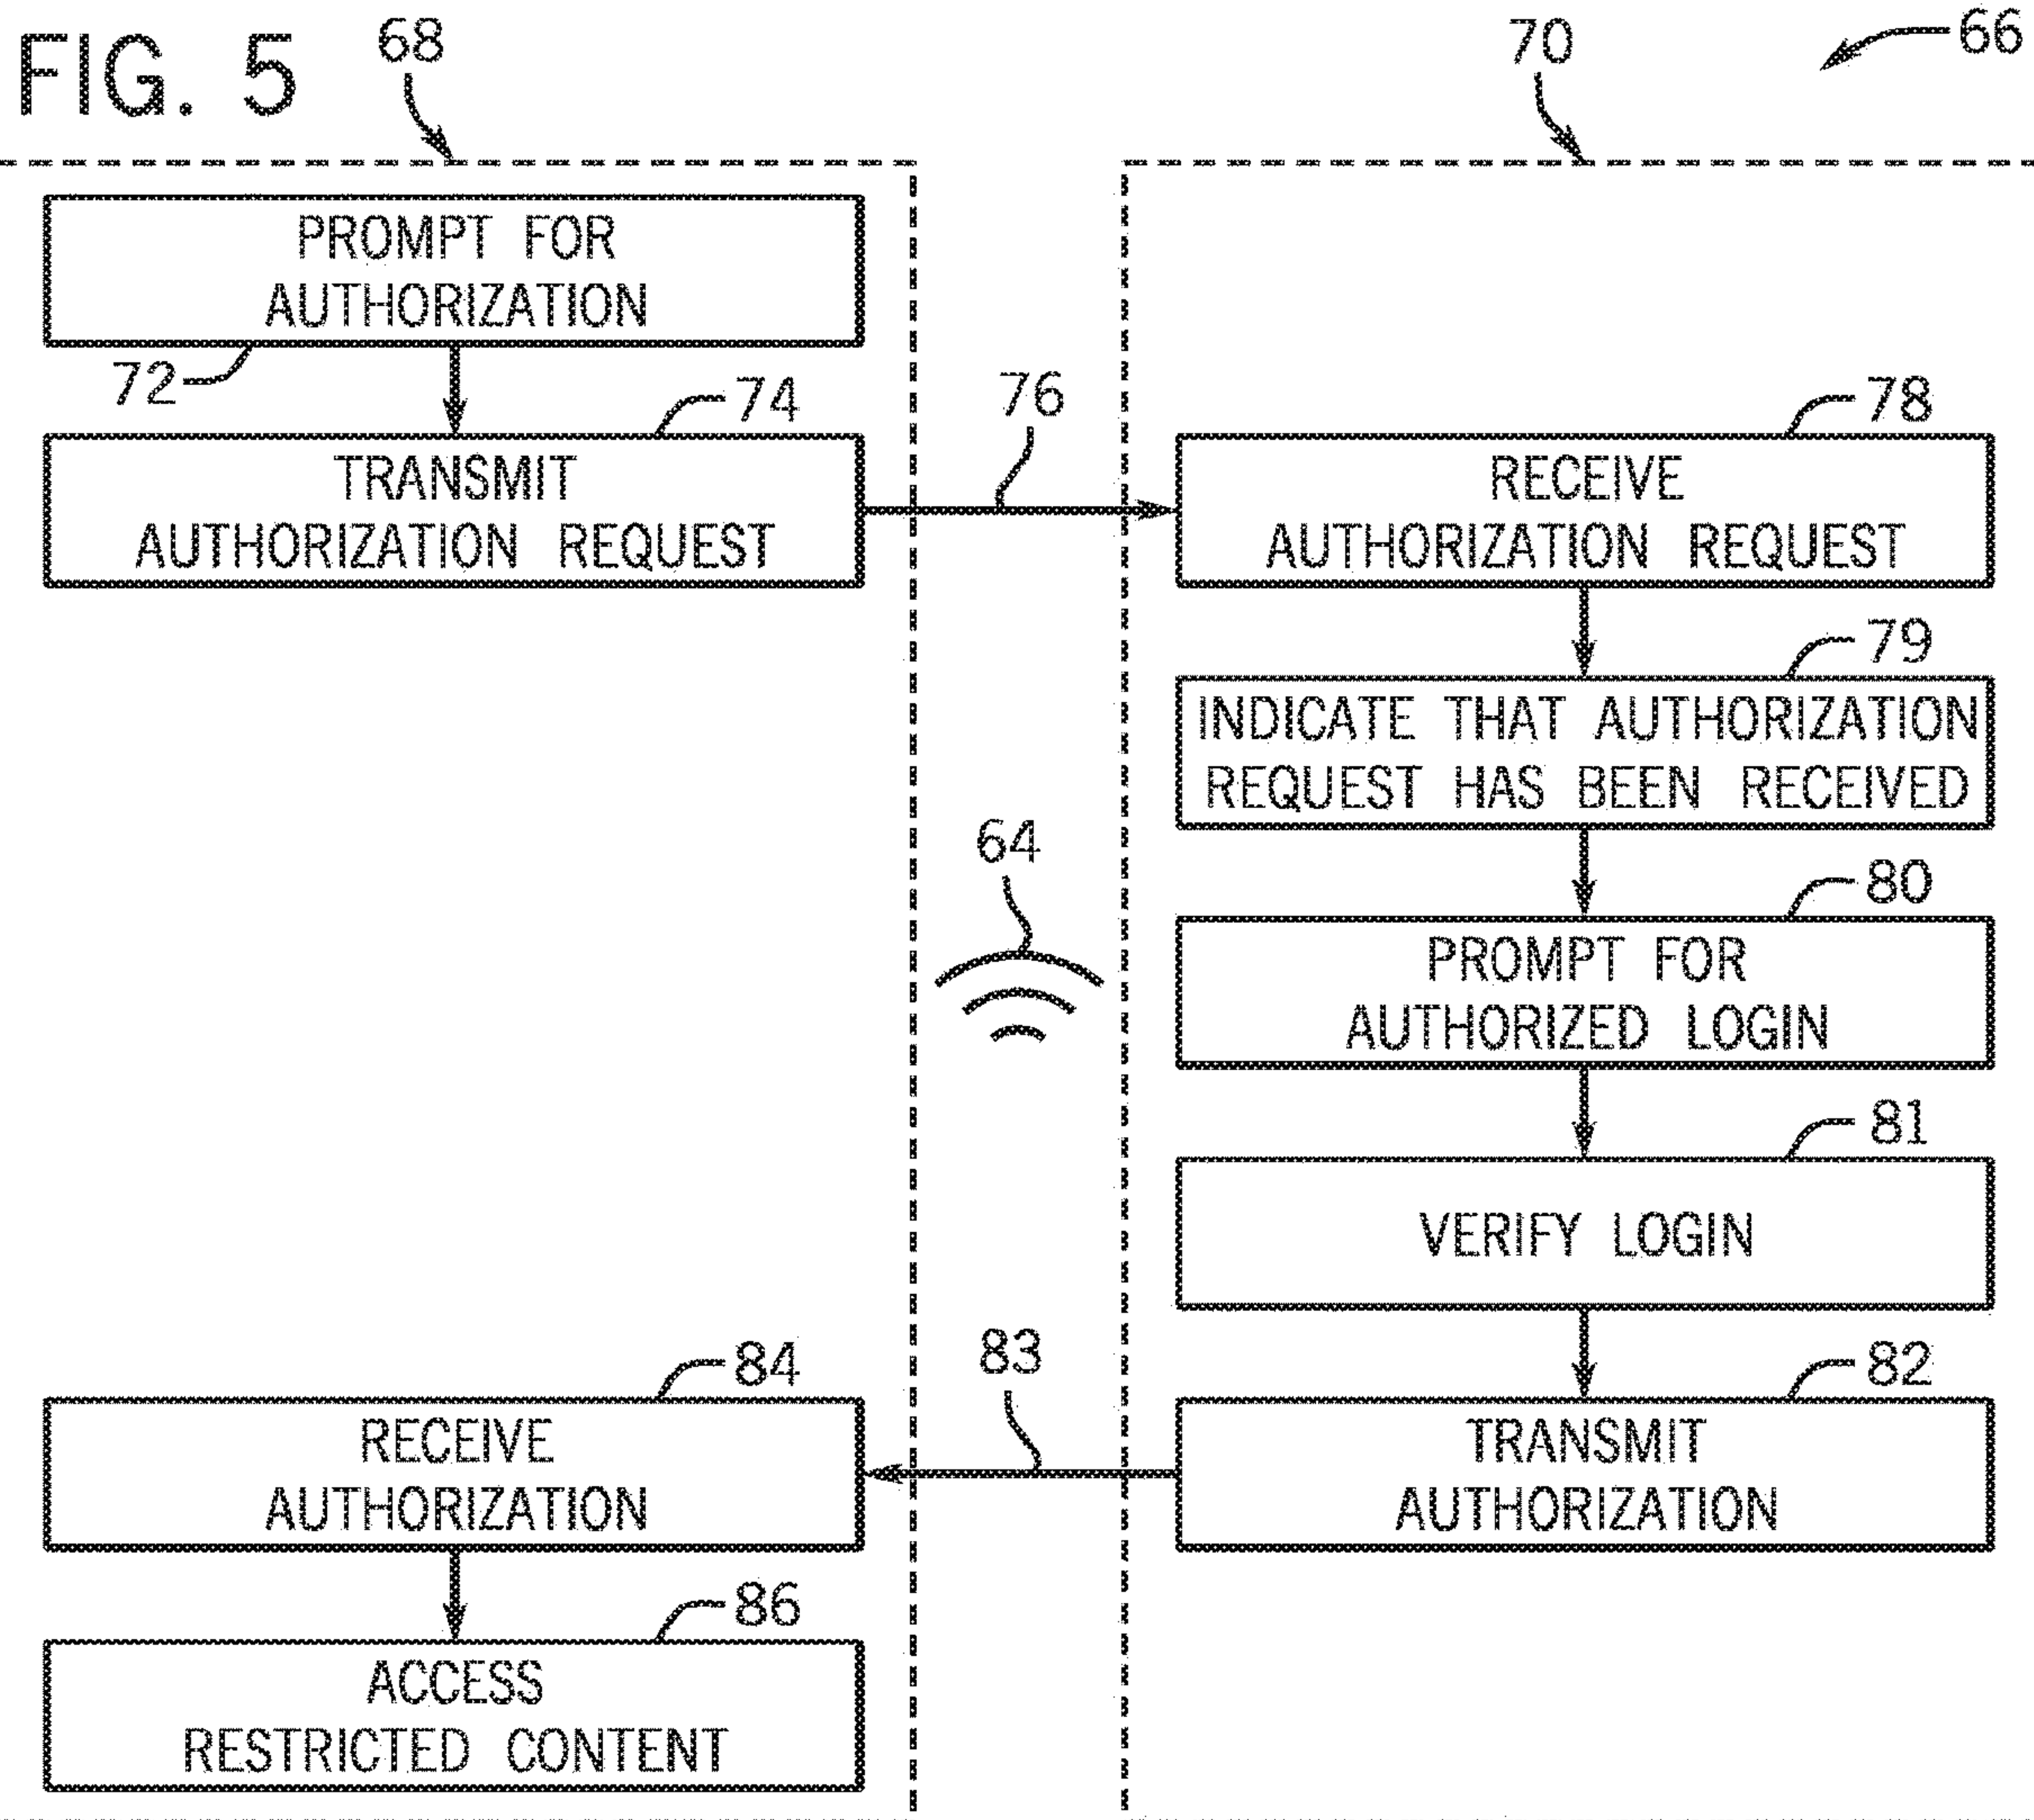 FIG. 5
68
70
66
PROMPT FOR
AUTHORIZATION
72
74
TRANSMIT
AUTHORIZATION REQUEST
76
78
RECEIVE
AUTHORIZATION REQUEST
79
INDICATE THAT AUTHORIZATION
REQUEST HAS BEEN RECEIVED
64
80
PROMPT FOR
AUTHORIZED LOGIN
81
VERIFY LOGIN
82
TRANSMIT
AUTHORIZATION
83
84
RECEIVE
AUTHORIZATION
86
ACCESS
RESTRICTED CONTENT